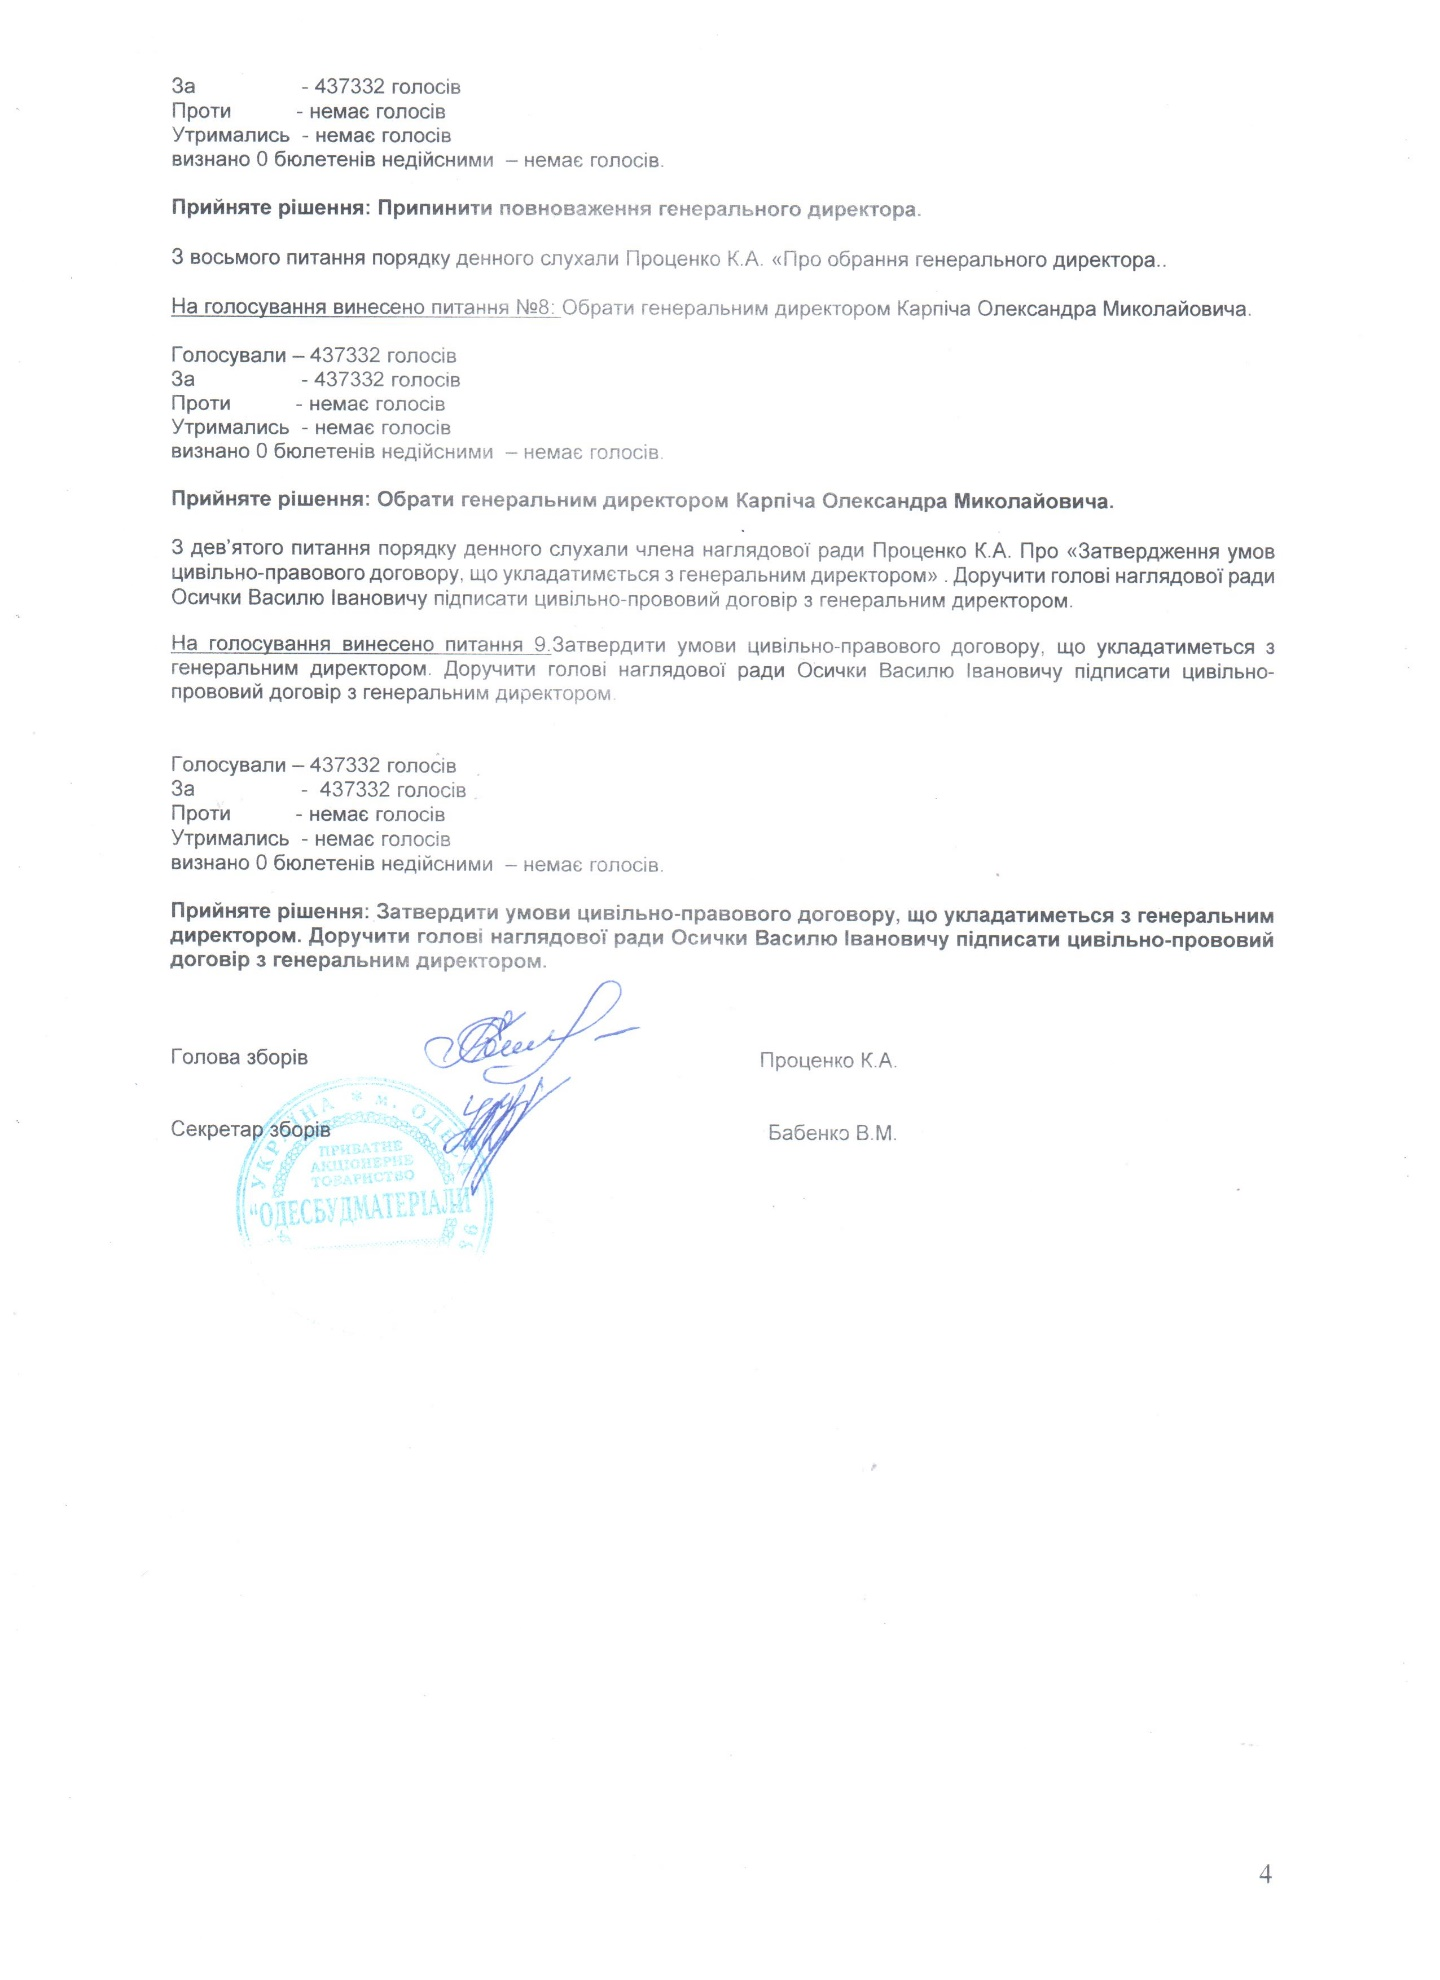 За - 437332 голосів
Проти - немає голосів
Утримались - немає голосів
визнано 0 бюлетенів недійсними – немає голосів.
Прийняте рішення: Припинити повноваження генерального директора.
З восьмого питання порядку денного слухали Проценко К.А. «Про обрання генерального директора..
На голосування винесено питання №8: Обрати генеральним директором Карпіча Олександра Миколайовича.
Голосували – 437332 голосів
За - 437332 голосів
Проти - немає голосів
Утримались - немає голосів
визнано 0 бюлетенів недійсними – немає голосів.
Прийняте рішення: Обрати генеральним директором Карпіча Олександра Миколайовича.
З дев’ятого питання порядку денного слухали члена наглядової ради Проценко К.А. Про «Затвердження умов
цивільно-правового договору, що укладатиметься з генеральним директором» . Доручити голові наглядової ради
Осички Василю Івановичу підписати цивільно-прововий договір з генеральним директором.
На голосування винесено питання 9.Затвердити умови цивільно-правового договору, що укладатиметься з
генеральним директором. Доручити голові наглядової ради Осички Василю Івановичу підписати цивільно-
прововий договір з генеральним директором.
Голосували – 437332 голосів
За - 437332 голосів
Проти - немає голосів
Утримались - немає голосів
визнано 0 бюлетенів недійсними – немає голосів.
Прийняте рішення: Затвердити умови цивільно-правового договору, що укладатиметься з генеральним
директором. Доручити голові наглядової ради Осички Василю Івановичу підписати цивільно-прововий
договір з генеральним директором.
Голова зборів Проценко К.А.
Секретар зборів Бабенко В.М.
УКРАЇНА * м. ОДЕСА
ПРИВАТНЕ
АКЦІОНЕРНЕ
ТОВАРИСТВО
"ОДЕСБУДМАТЕРІАЛИ
4